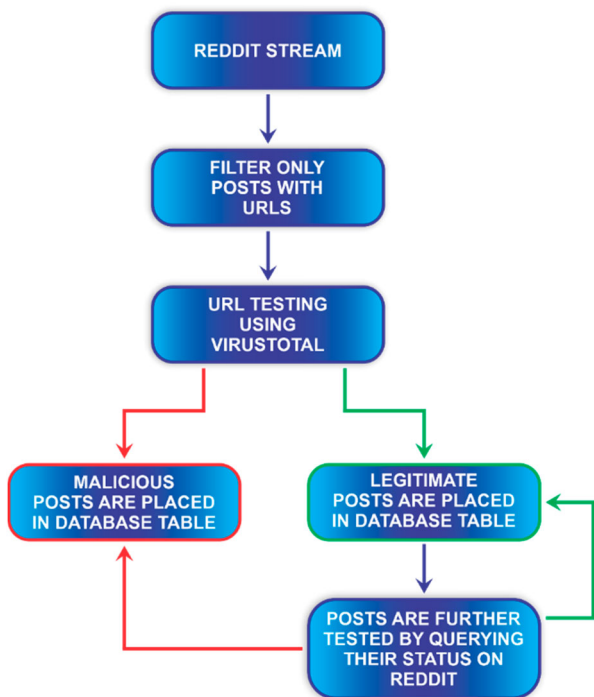 REDDIT STREAM
FILTER ONLY
POSTS WITH
URLS
URL TESTING
USING
VIRUSTOTAL
MALICIOUS
POSTS ARE PLACED
IN DATABASE TABLE
LEGITIMATE
POSTS ARE PLACED
IN DATABASE TABLE
POSTS ARE FURTHER
TESTED BY QUERYING
THEIR STATUS ON
REDDIT